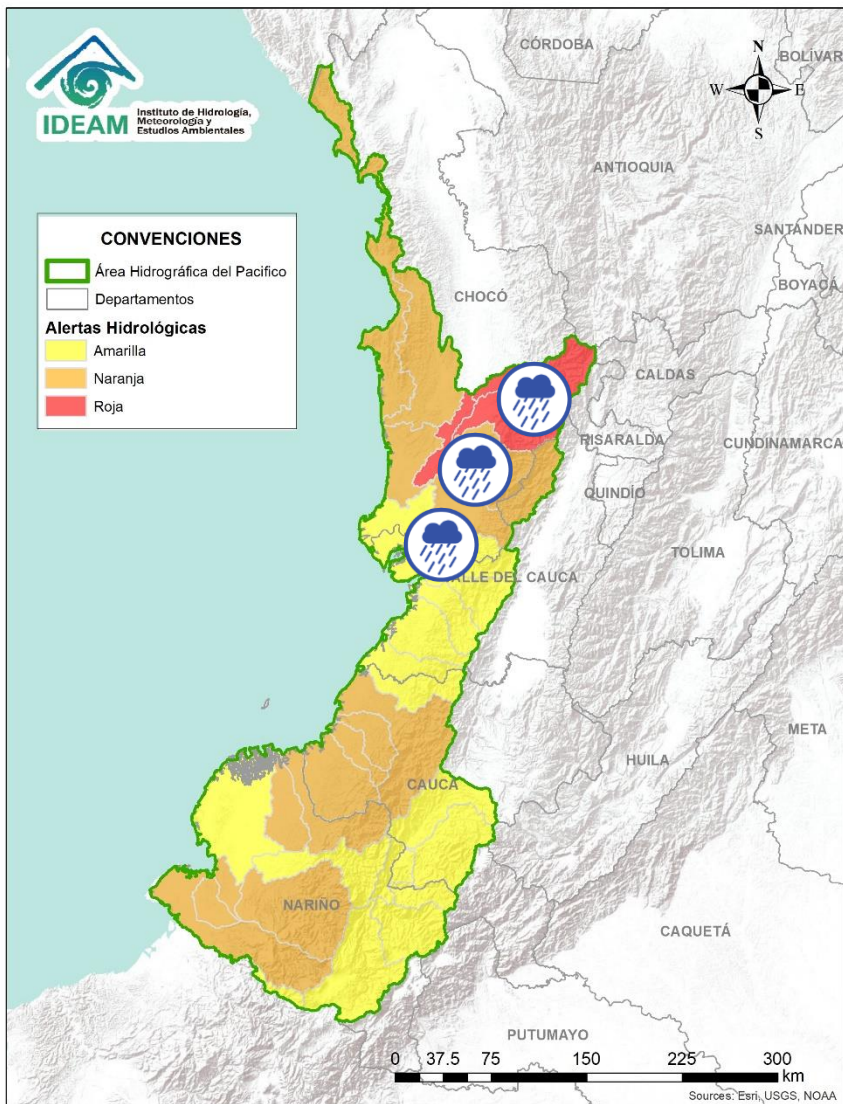 IDEAM
Instituto de Hidrología,
Meteorología y
Estudios Ambientales
N
W
E
S
CONVENCIONES
Área Hidrográfica del Pacifico
Departamentos
Alertas Hidrológicas
Amarilla
Naranja
Roja
CÓRDOBA
BOLÍVAR
ANTIOQUIA
SANTANDER
BOYACÁ
CHOCÓ
CALDAS
RISARALDA
CUNDINAMARCA
QUINDÍO
TOLIMA
ALLE DEL CAUCA
META
HUILA
CAUCA
NARIÑO
CAQUETÁ
PUTUMAYO
0 37.5 75 150 225 300
km
Sources: Esri, USGS, NOAA